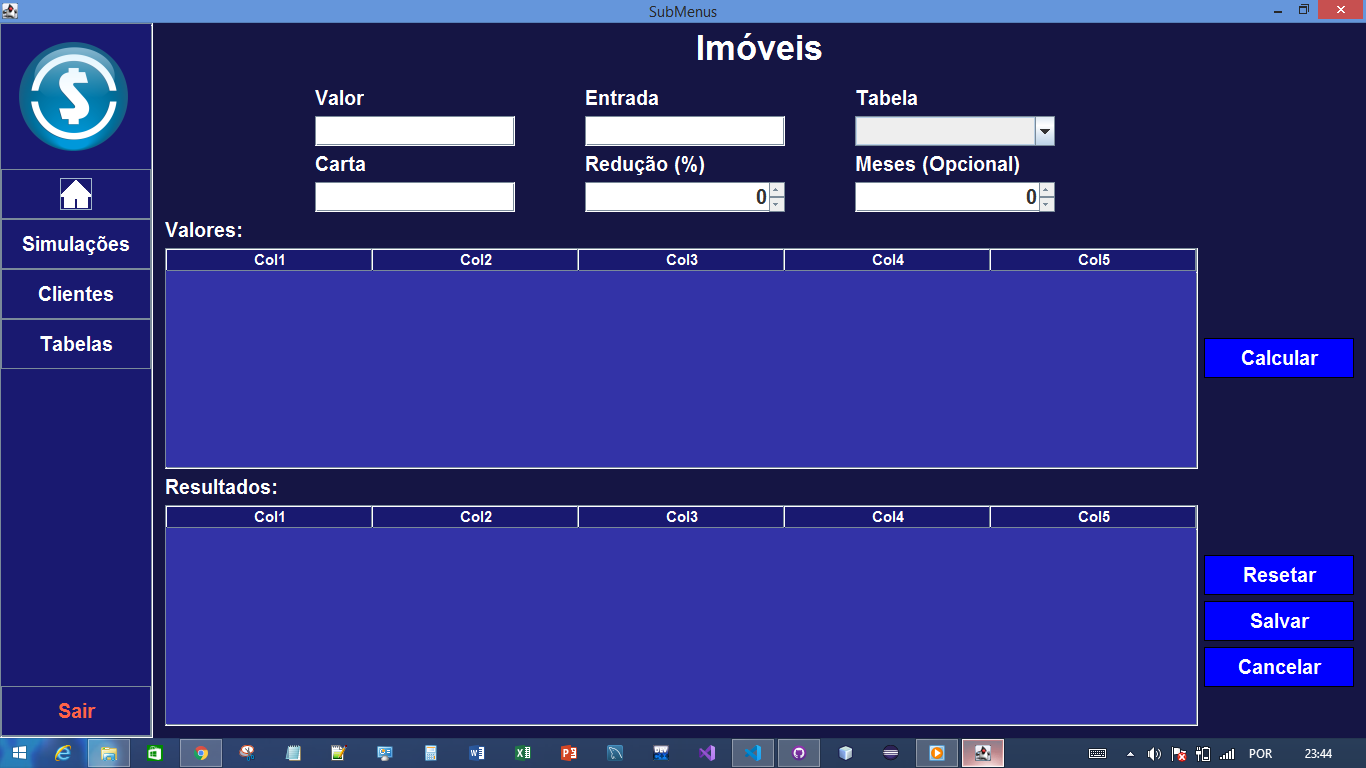 SubMenus
Imóveis
Valor Entrada Tabela
Carta Redução (%) Meses (Opcional)
0 0
Valores:
Col1 Col2 Col3 Col4 Col5
Resultados:
Col1 Col2 Col3 Col4 Col5
Simulações
Clientes
Tabelas
Sair
Calcular
Resetar
Salvar
Cancelar
POR 23:44